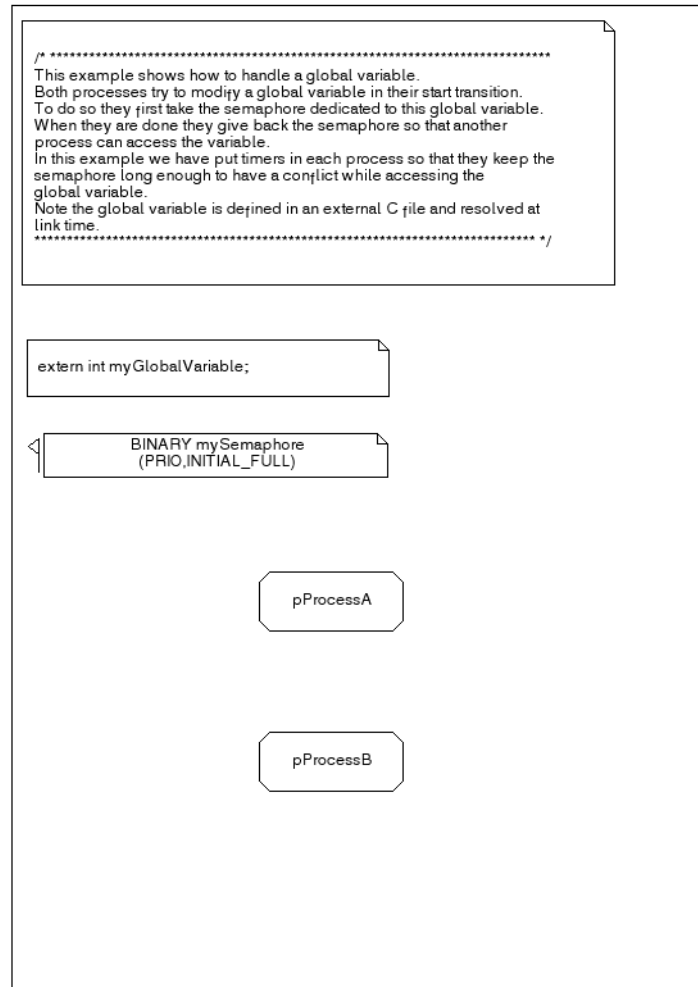 /* *****************************************************************************
This example shows how to handle a global variable.
Both processes try to modify a global variable in their start transition.
To do so they first take the semaphore dedicated to this global variable.
When they are done they give back the semaphore so that another
process can access the variable.
In this example we have put timers in each process so that they keep the
semaphore long enough to have a conflict while accessing the
global variable.
Note the global variable is defined in an external C file and resolved at
link time.
***************************************************************************** */
extern int myGlobalVariable;
BINARY mySemaphore
(PRIO,INITIAL_FULL)
pProcessA
pProcessB